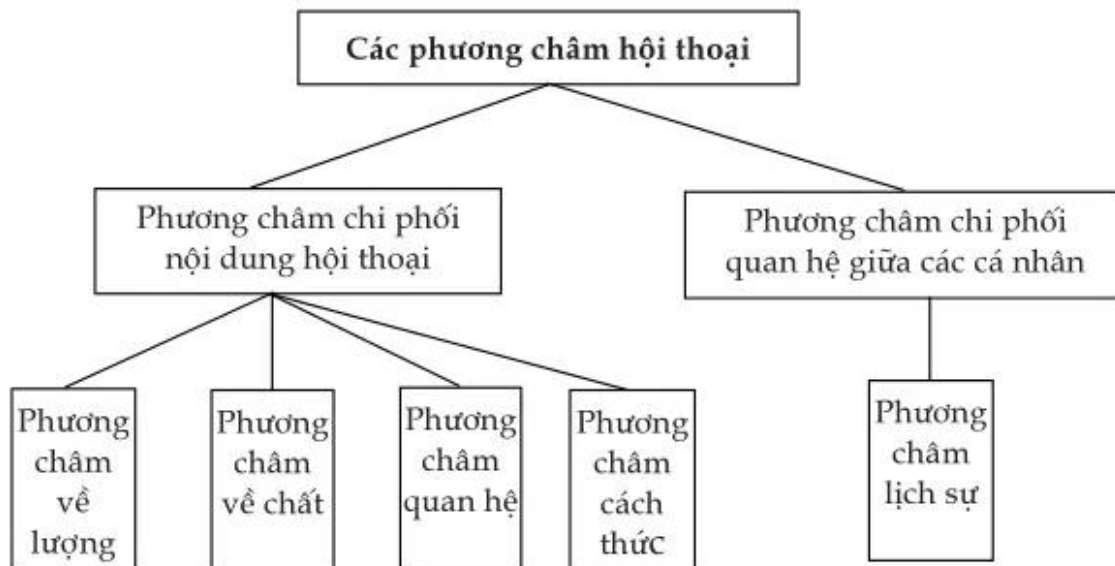 Các phương châm hội thoại
Phương châm chi phối
nội dung hội thoại
Phương châm chi phối
quan hệ giữa các cá nhân
Phương
châm
về
lượng
Phương
châm
về chất
Phương
châm
quan hệ
Phương
châm
cách
thức
Phương
châm
lịch sự